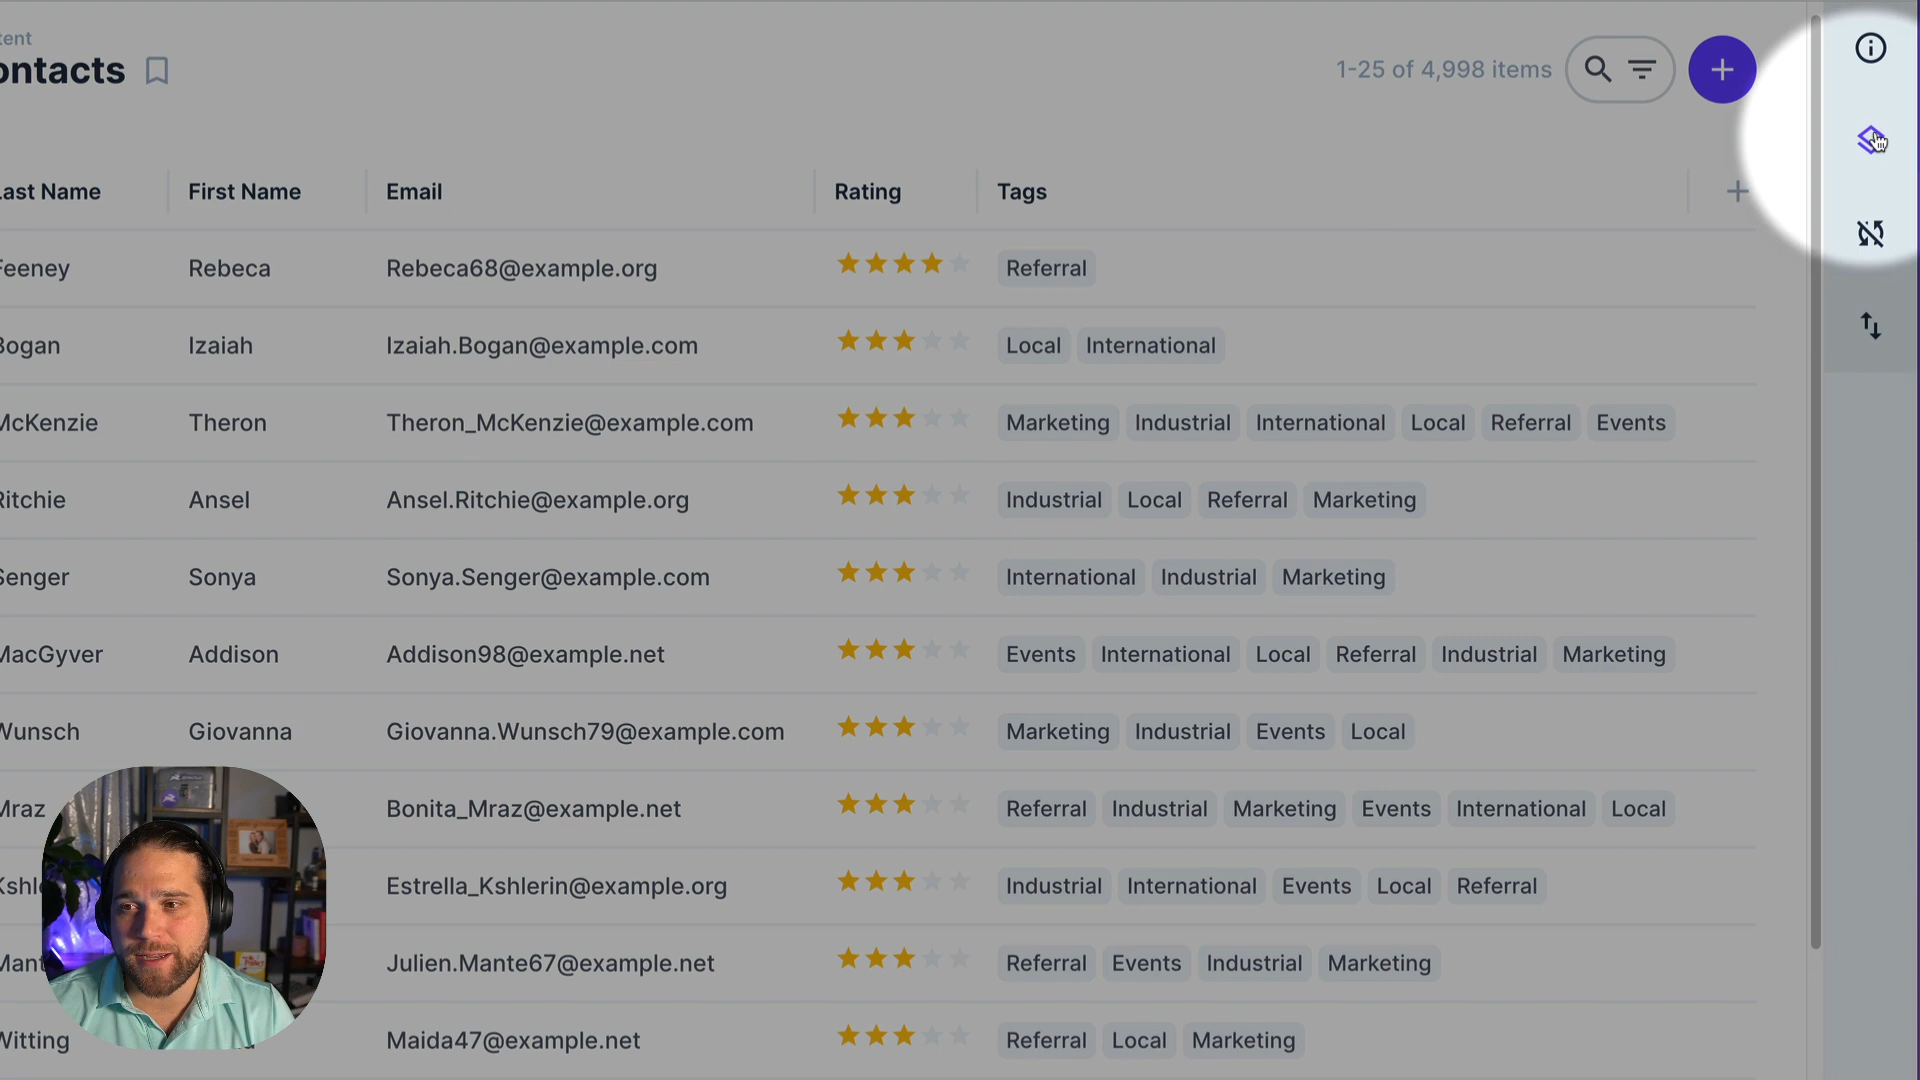 tent
ontacts
1-25 of 4,998 items
Last Name First Name Email Rating Tags
Feeney Rebeca Rebeca68@example.org Referral
Bogan Izaiah Izaiah.Bogan@example.com Local International
McKenzie Theron Theron_McKenzie@example.com Marketing Industrial International Local Referral Events
Ritchie Ansel Ansel.Ritchie@example.org Industrial Local Referral Marketing
Senger Sonya Sonya.Senger@example.com International Industrial Marketing
MacGyver Addison Addison98@example.net Events International Local Referral Industrial Marketing
Wunsch Giovanna Giovanna.Wunsch79@example.com Marketing Industrial Events Local
Mraz Bonita_Mraz@example.net Referral Industrial Marketing Events International Local
Kshl Estrella_Kshlerin@example.org Industrial International Events Local Referral
Mant Julien.Mante67@example.net Referral Events Industrial Marketing
Witting Maida47@example.net Referral Local Marketing